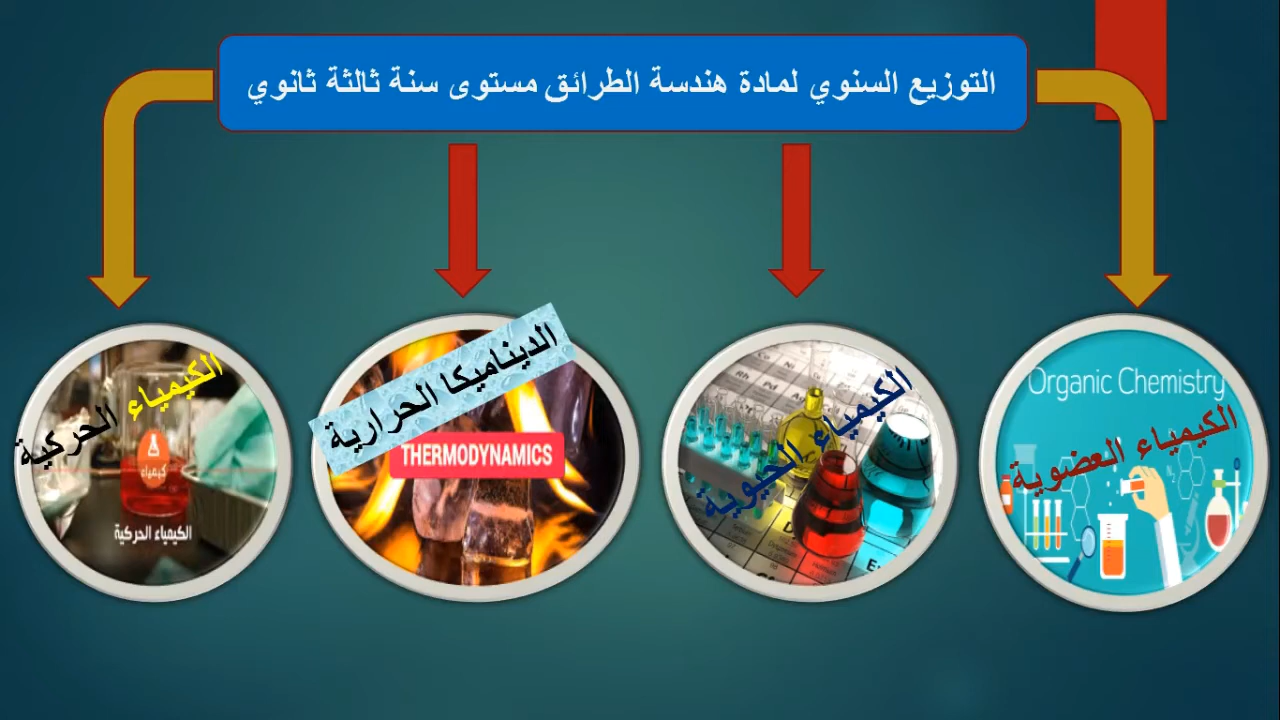 التوزيع السنوي لمادة هندسة الطرائق مستوى سنة ثالثة ثانوي
Organic Chemistry
الكيمياء العضوية
الكيمياء الحيوية
الديناميكا الحرارية
THERMODYNAMICS
الكيمياء الحركية
كيمياء
الكيمياء الحركية